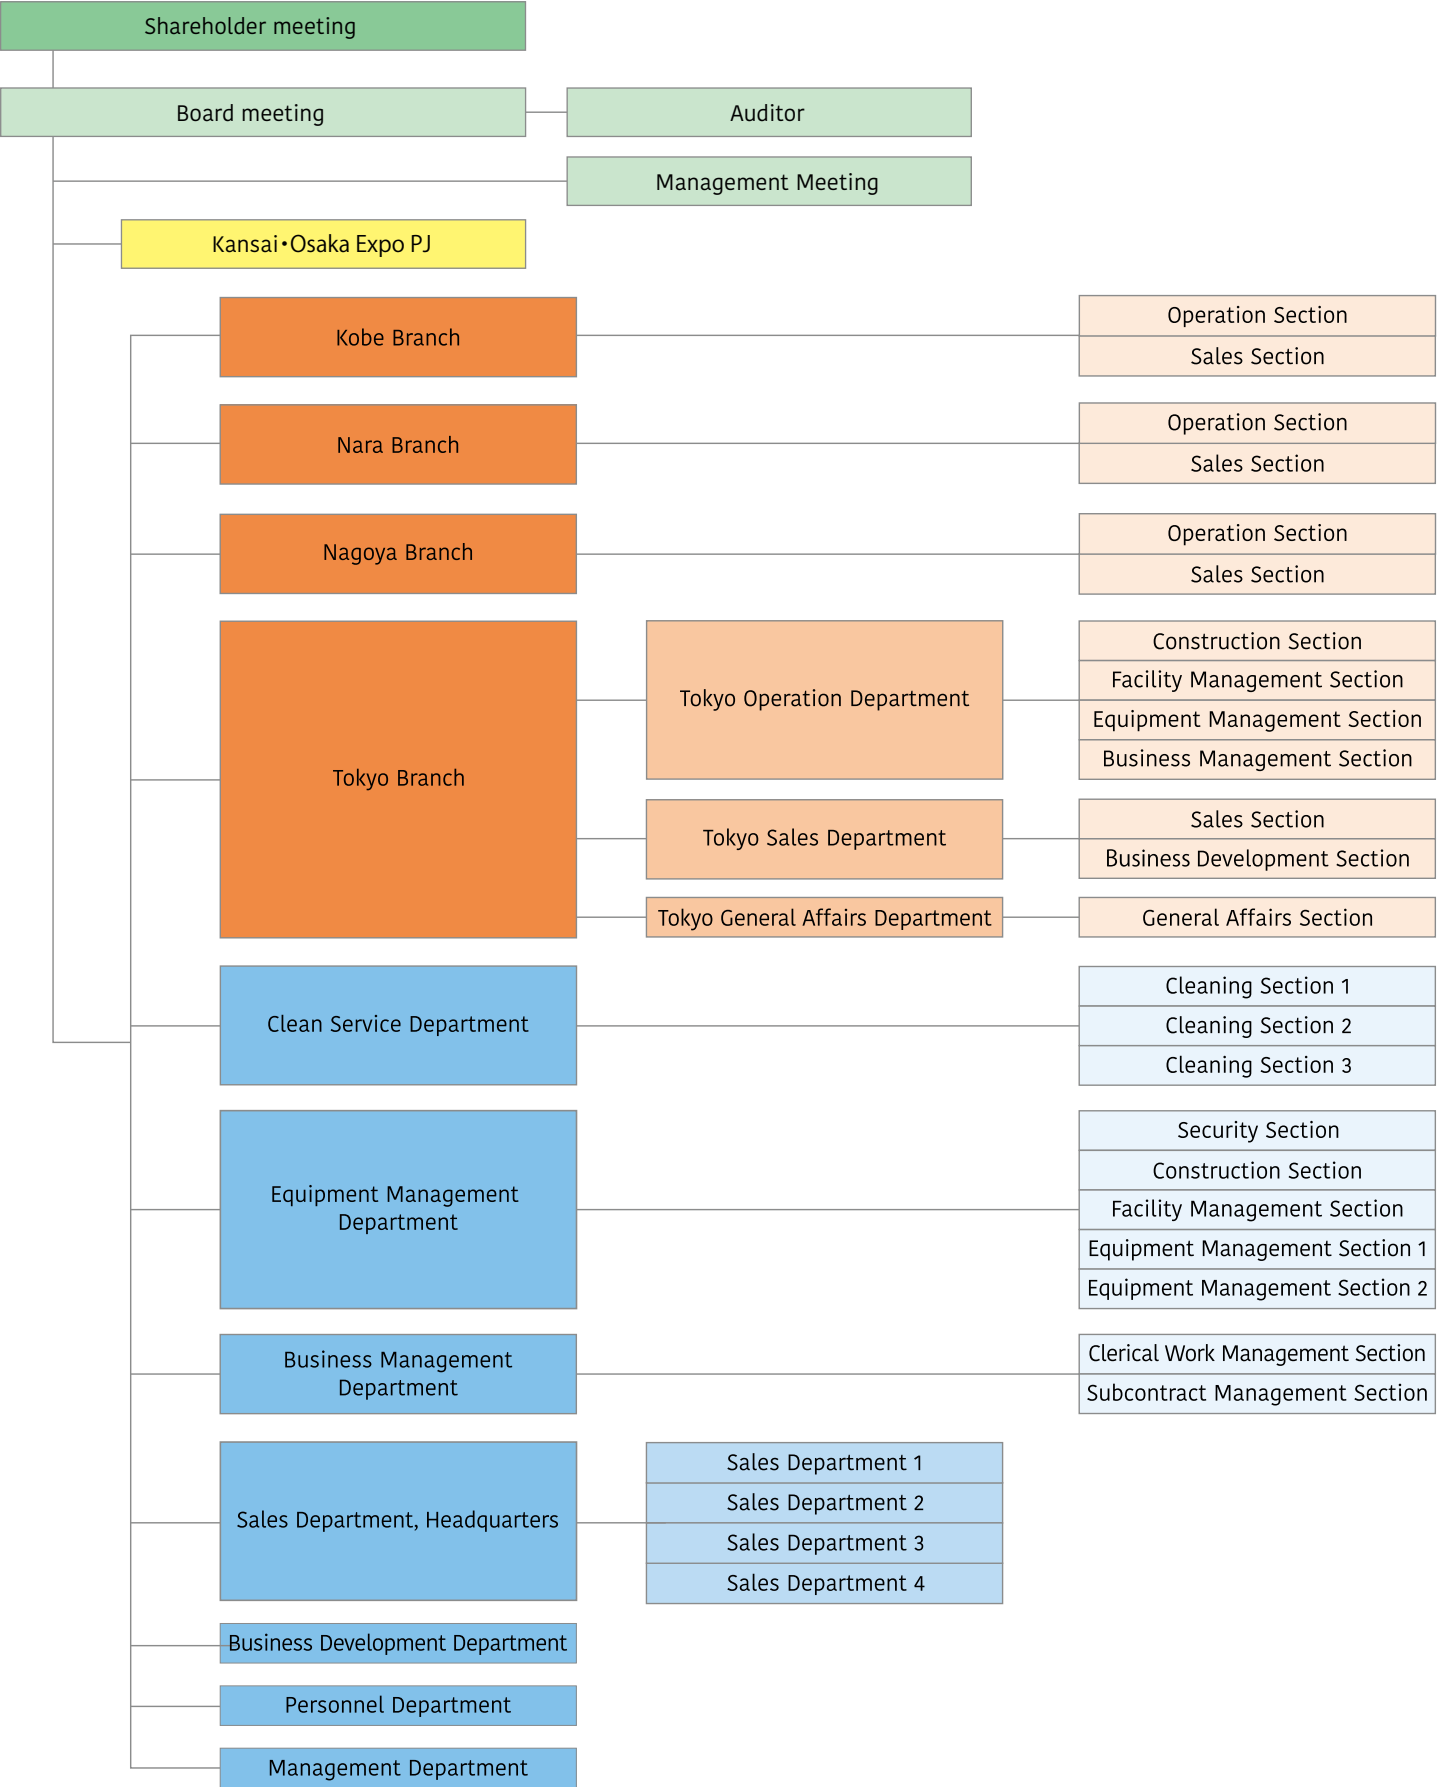 Shareholder meeting
Board meeting
Auditor
Management Meeting
Kansai・Osaka Expo PJ
Kobe Branch
Operation Section
Sales Section
Nara Branch
Operation Section
Sales Section
Nagoya Branch
Operation Section
Sales Section
Tokyo Branch
Tokyo Operation Department
Construction Section
Facility Management Section
Equipment Management Section
Business Management Section
Tokyo Sales Department
Sales Section
Business Development Section
Tokyo General Affairs Department
General Affairs Section
Clean Service Department
Cleaning Section 1
Cleaning Section 2
Cleaning Section 3
Equipment Management
Department
Security Section
Construction Section
Facility Management Section
Equipment Management Section 1
Equipment Management Section 2
Business Management
Department
Clerical Work Management Section
Subcontract Management Section
Sales Department, Headquarters
Sales Department 1
Sales Department 2
Sales Department 3
Sales Department 4
Business Development Department
Personnel Department
Management Department